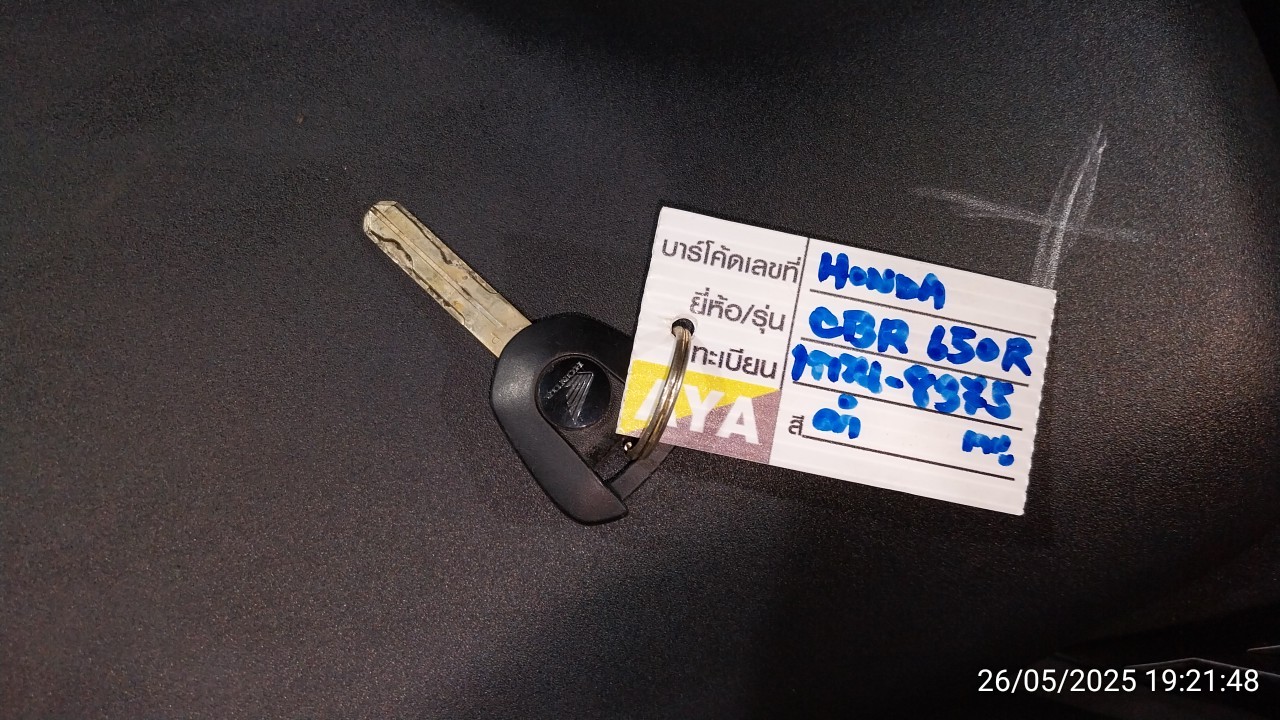 บาร์โค้ดเลขที่ HONDA
ยี่ห้อ/รุ่น CBR 650R
ทะเบียน
AYA
สี ดำ
HONDA
26/05/2025 19:21:48